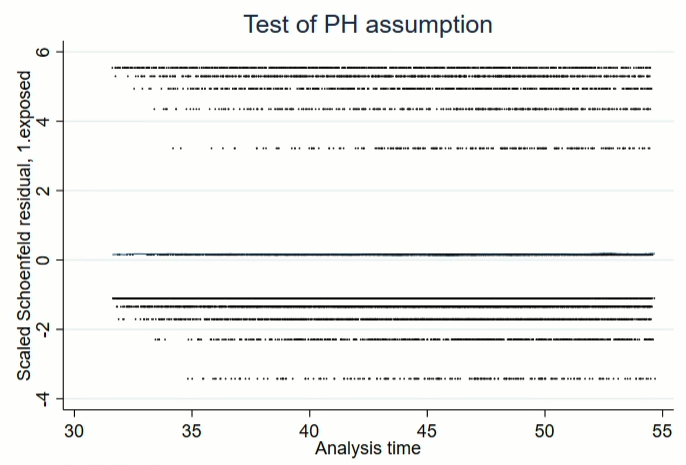 Test of PH assumption
Scaled Schoenfeld residual, 1.exposed
6
4
2
0
-2
-4
30 35 40 45 50 55
Analysis time